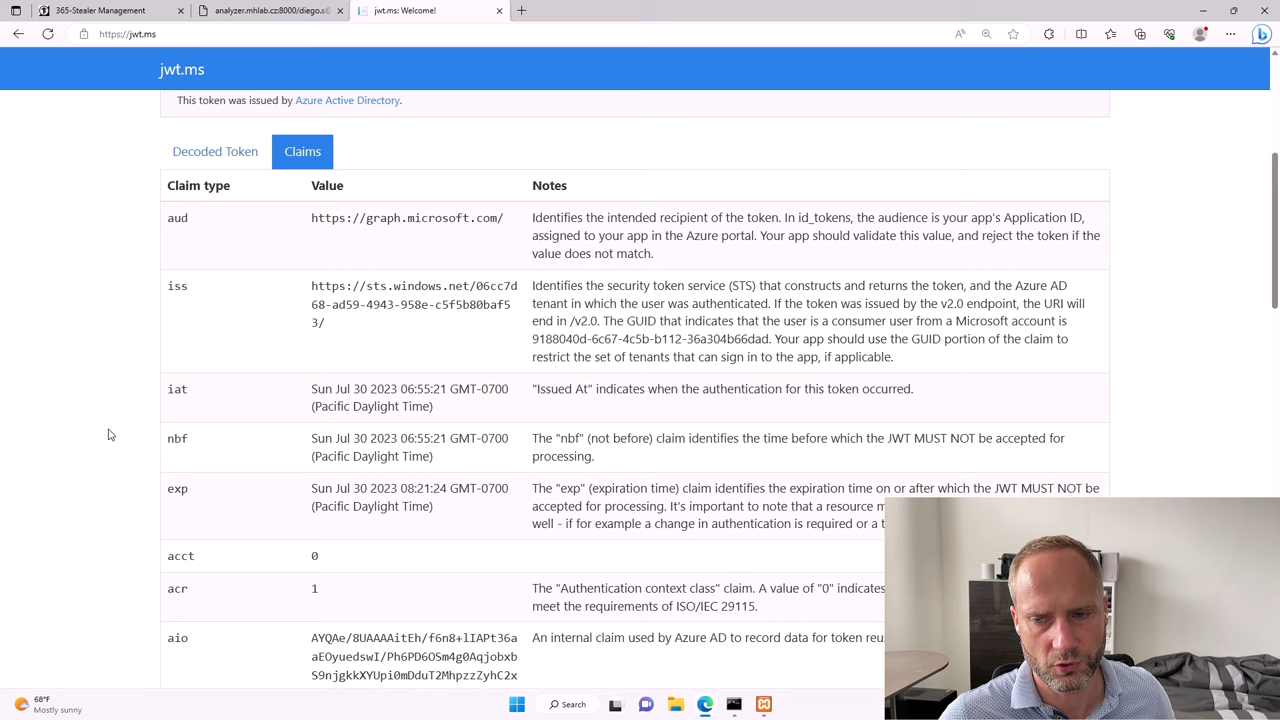 365-Stealer Management
analyzer.mhlab.cz:8000/diego.s@
jwt.ms: Welcome!
https://jwt.ms
jwt.ms
This token was issued by Azure Active Directory.
Decoded Token
Claims
Claim type
Value
Notes
aud
https://graph.microsoft.com/
Identifies the intended recipient of the token. In id_tokens, the audience is your app's Application ID,
assigned to your app in the Azure portal. Your app should validate this value, and reject the token if the
value does not match.
iss
https://sts.windows.net/06cc7d
68-ad59-4943-958e-c5f5b80baf5
3/
Identifies the security token service (STS) that constructs and returns the token, and the Azure AD
tenant in which the user was authenticated. If the token was issued by the v2.0 endpoint, the URI will
end in /v2.0. The GUID that indicates that the user is a consumer user from a Microsoft account is
9188040d-6c67-4c5b-b112-36a304b66dad. Your app should use the GUID portion of the claim to
restrict the set of tenants that can sign in to the app, if applicable.
iat
Sun Jul 30 2023 06:55:21 GMT-0700
(Pacific Daylight Time)
"Issued At" indicates when the authentication for this token occurred.
nbf
Sun Jul 30 2023 06:55:21 GMT-0700
(Pacific Daylight Time)
The "nbf" (not before) claim identifies the time before which the JWT MUST NOT be accepted for
processing.
exp
Sun Jul 30 2023 08:21:24 GMT-0700
(Pacific Daylight Time)
The "exp" (expiration time) claim identifies the expiration time on or after which the JWT MUST NOT be
accepted for processing. It's important to note that a resource m
well - if for example a change in authentication is required or a t
acct
0
acr
1
The "Authentication context class" claim. A value of "0" indicates
meet the requirements of ISO/IEC 29115.
aio
AYQAe/8UAAAAitEh/f6n8+lIAPt36a
aEOyuedswI/Ph6PD6OSm4g0Aqjobxb
S9njgkkXYUpi0mDduT2MhpzzZyhC2x
An internal claim used by Azure AD to record data for token reu
68°F
Mostly sunny
Search